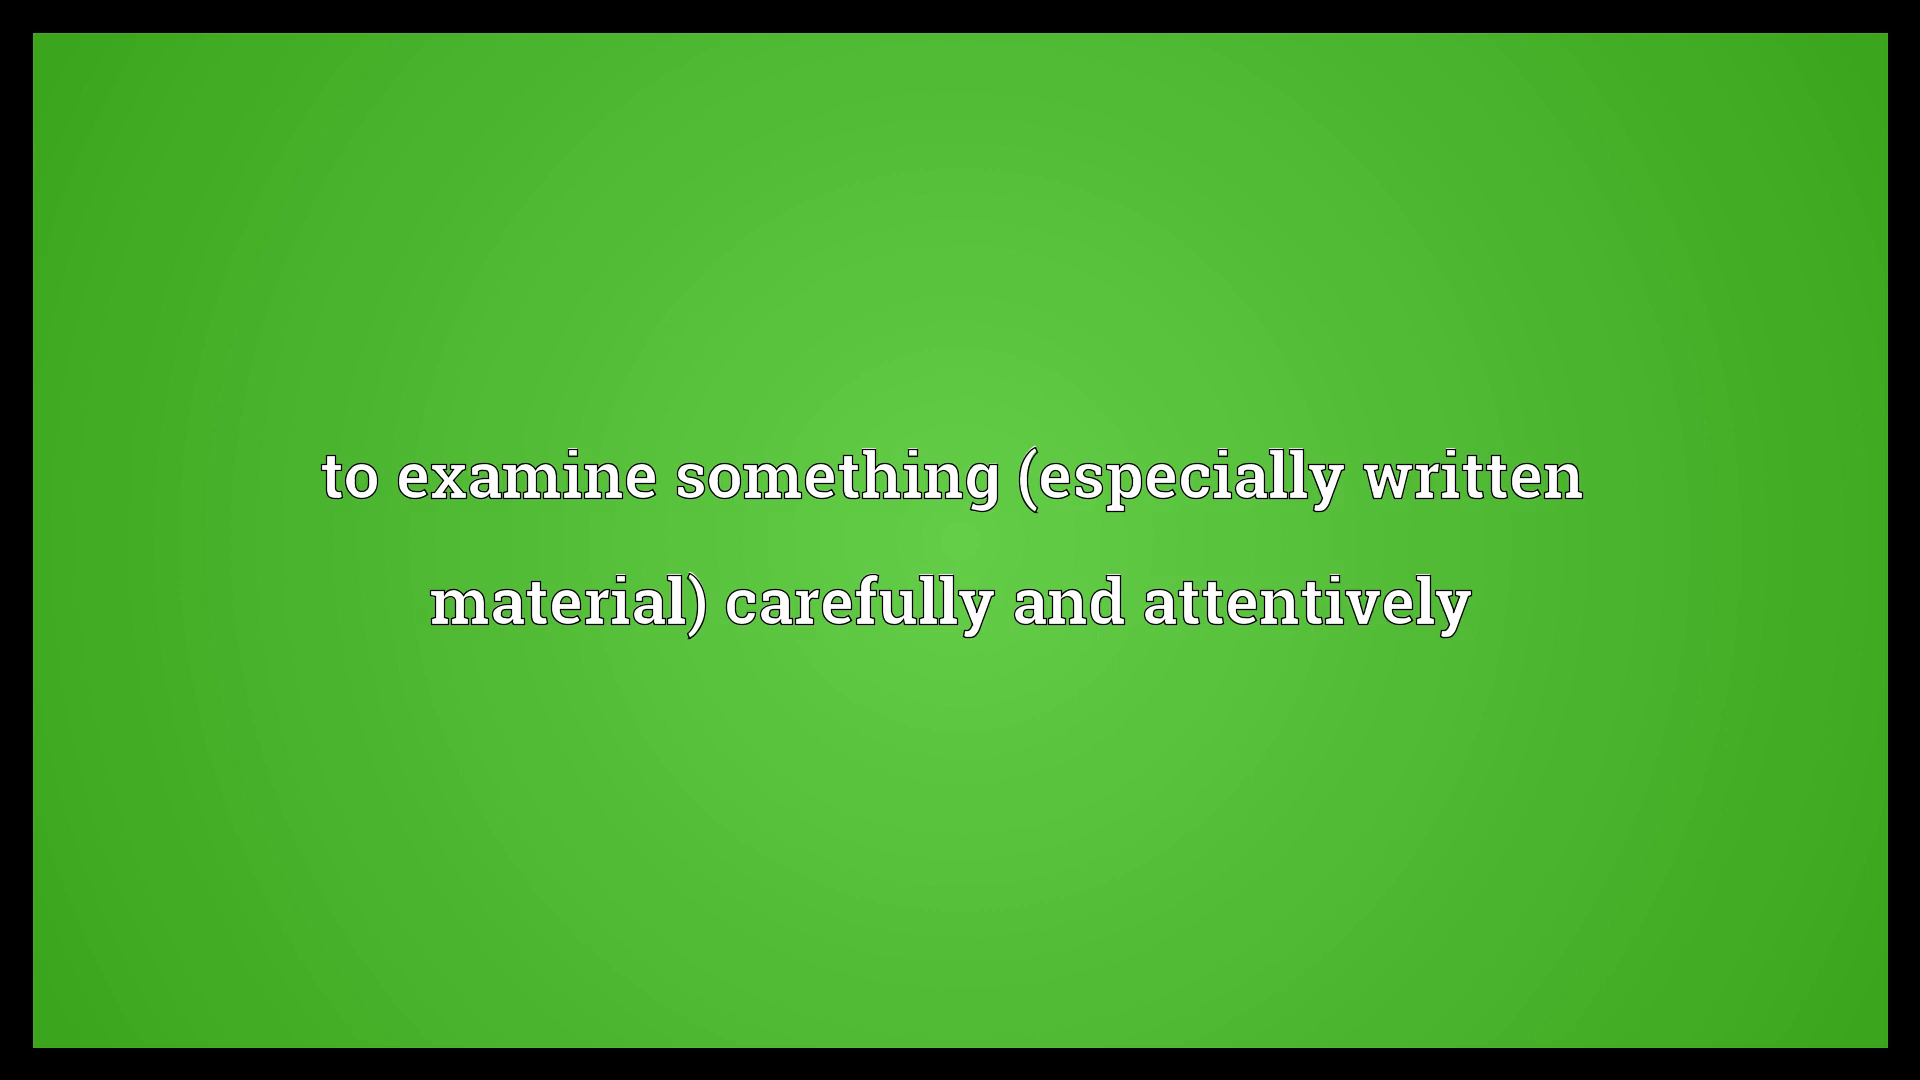 to examine something (especially written
material) carefully and attentively